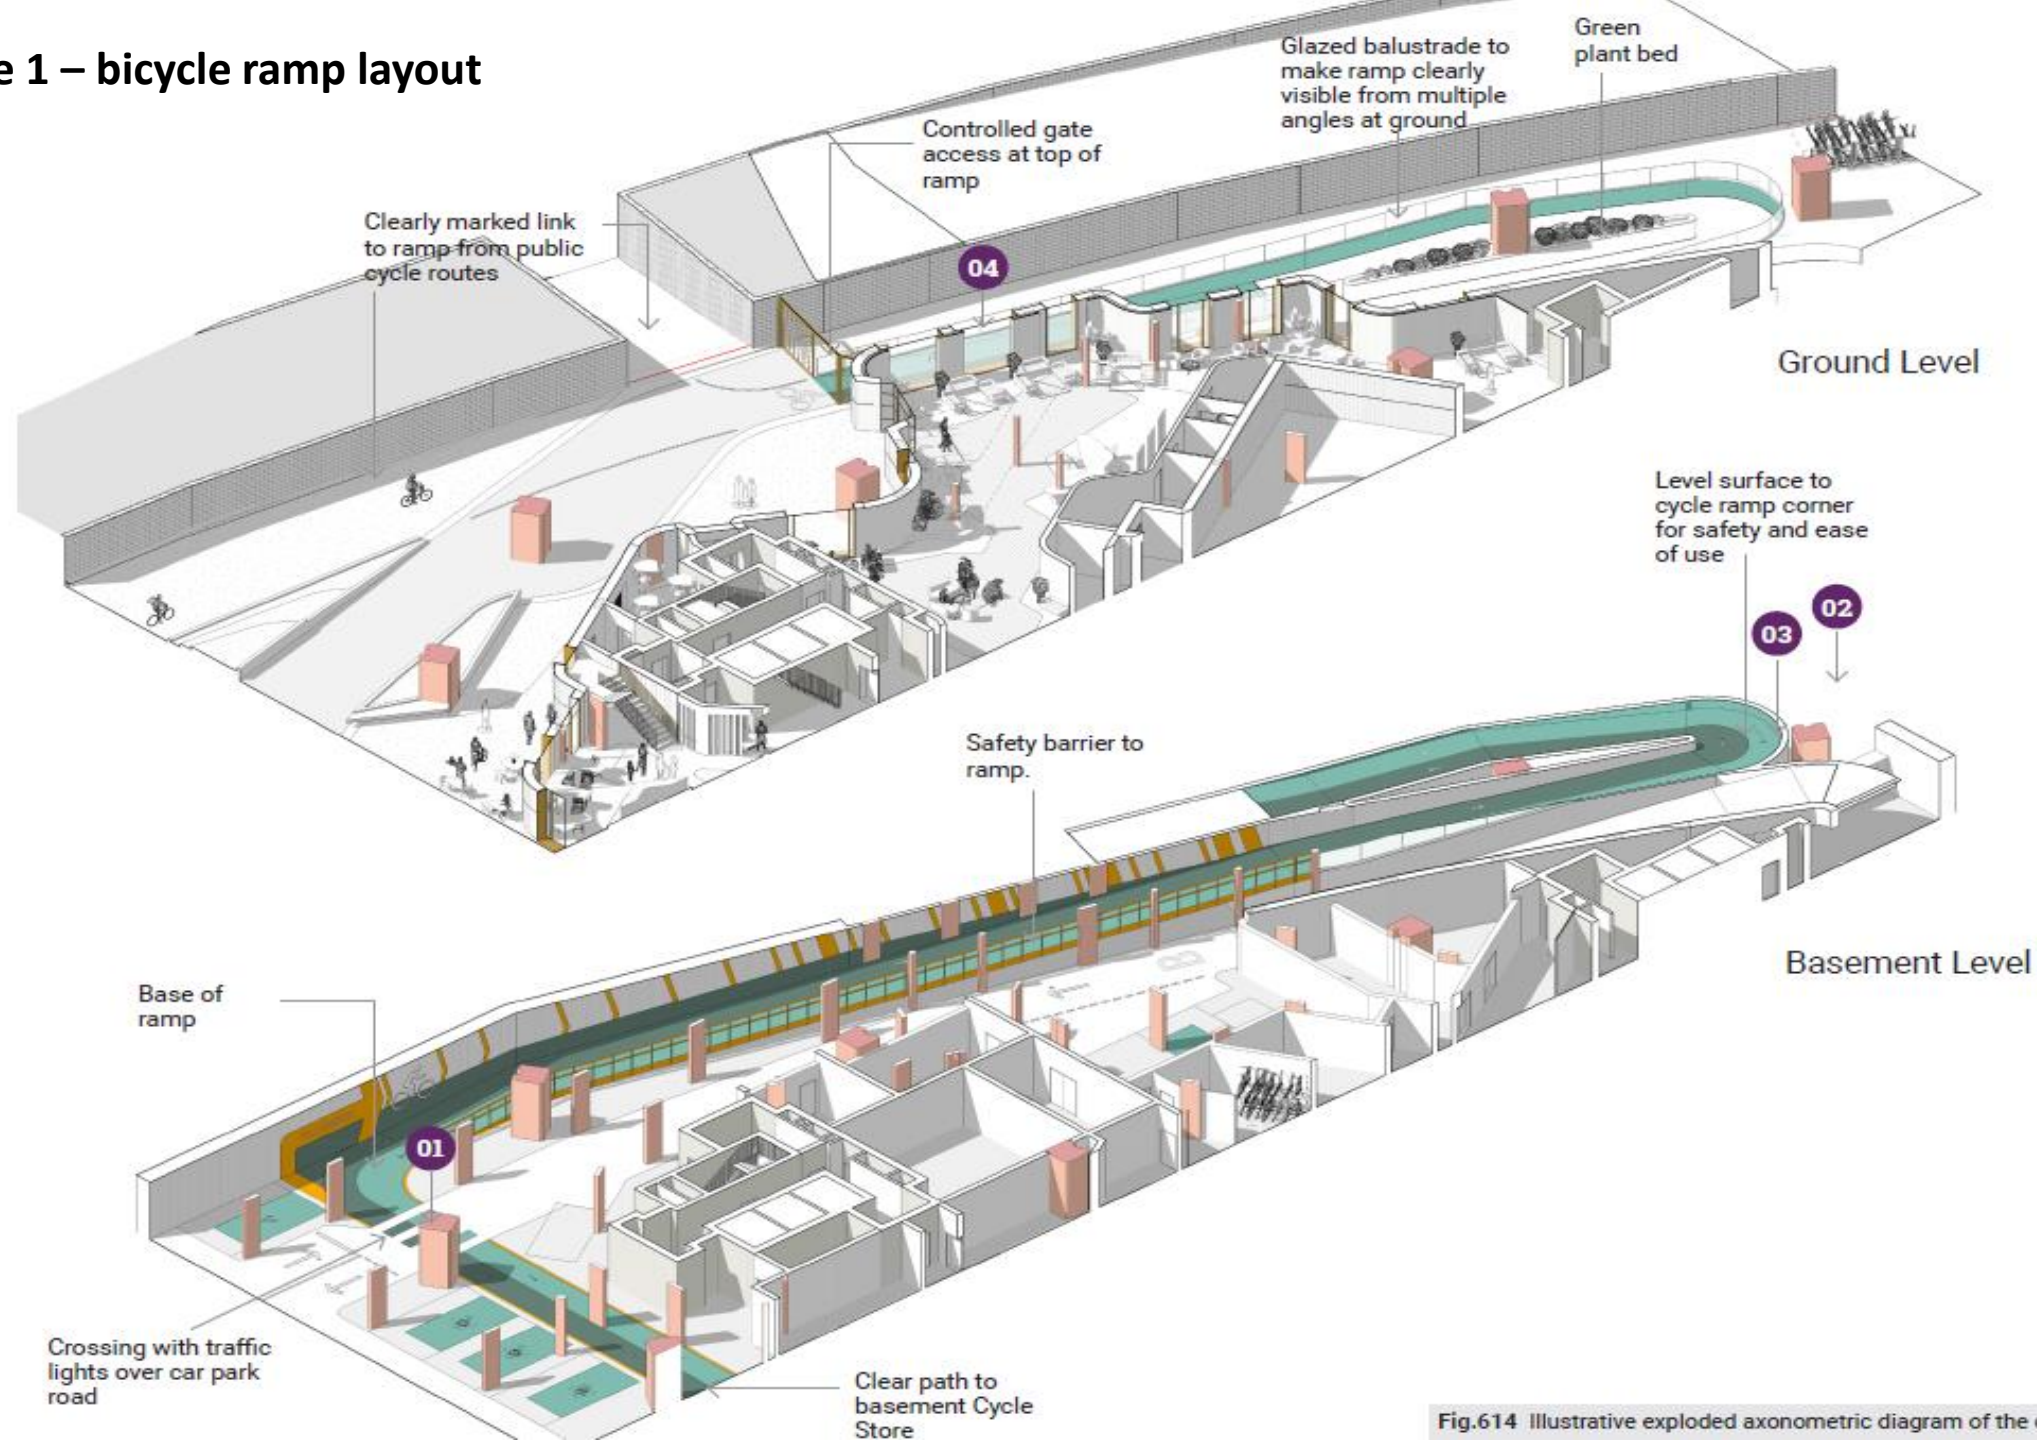 e 1 – bicycle ramp layout
Green
plant bed
Glazed balustrade to
make ramp clearly
visible from multiple
angles at ground
Controlled gate
access at top of
ramp
Clearly marked link
to ramp from public
cycle routes
04
Ground Level
Level surface to
cycle ramp corner
for safety and ease
of use
02
03
Safety barrier to
ramp.
Basement Level
Base of
ramp
01
Crossing with traffic
lights over car park
road
Clear path to
basement Cycle
Store
Fig.614 Illustrative exploded axonometric diagram of the